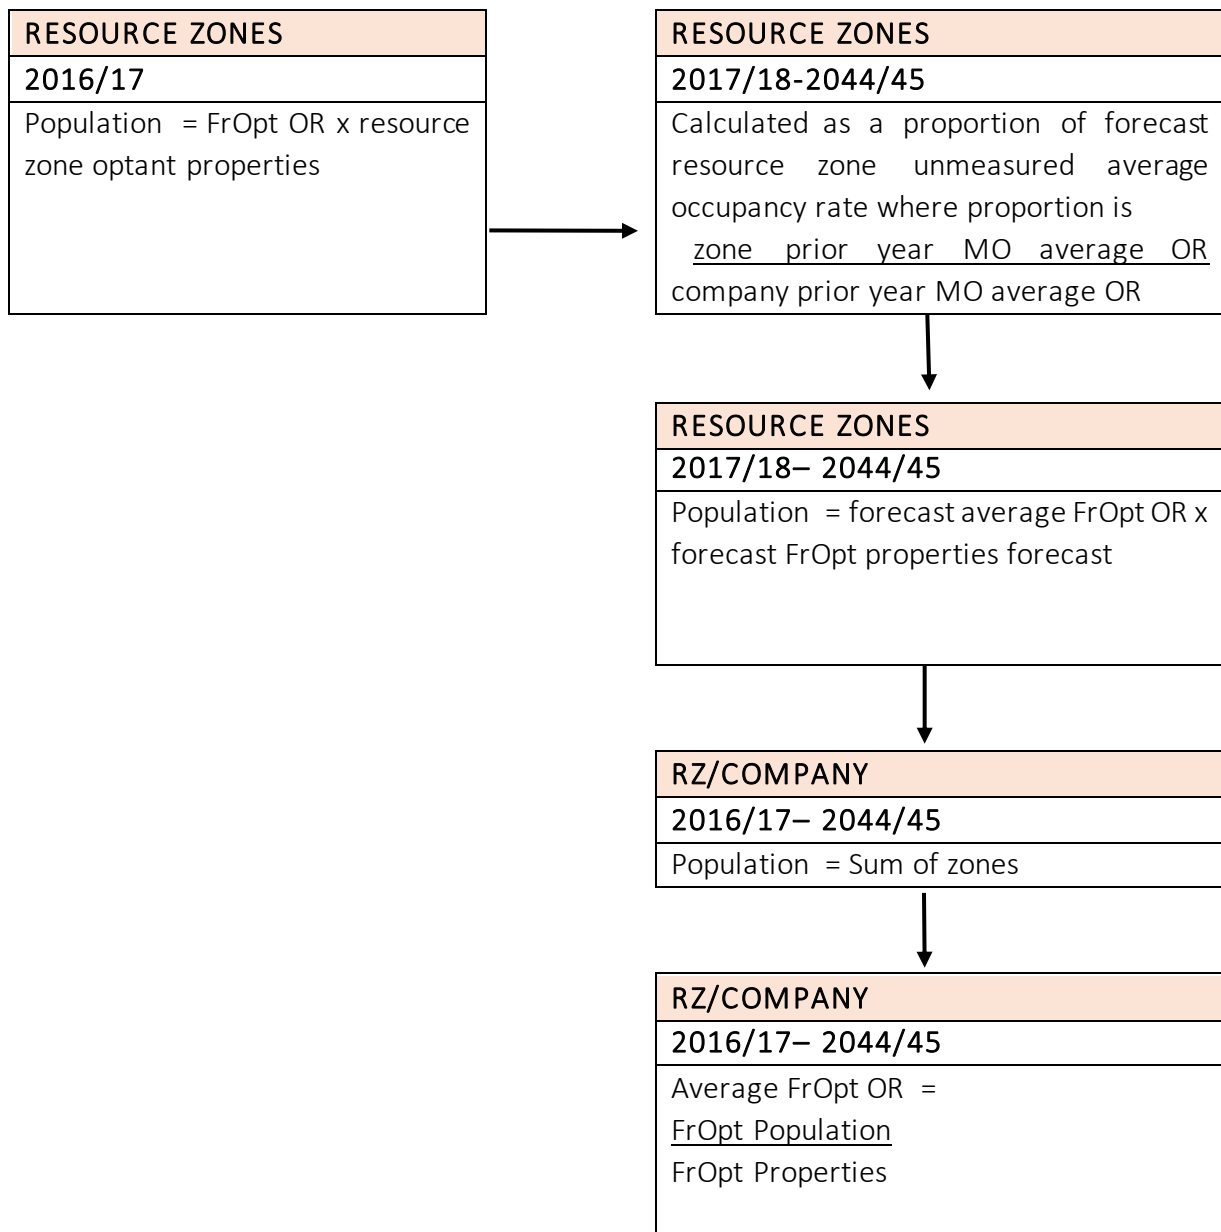 RESOURCE ZONES
2016/17
Population = FrOpt OR x resource
zone optant properties
RESOURCE ZONES
2017/18-2044/45
Calculated as a proportion of forecast
resource zone unmeasured average
occupancy rate where proportion is
zone prior year MO average OR
company prior year MO average OR
RESOURCE ZONES
2017/18– 2044/45
Population = forecast average FrOpt OR x
forecast FrOpt properties forecast
RZ/COMPANY
2016/17– 2044/45
Population = Sum of zones
RZ/COMPANY
2016/17– 2044/45
Average FrOpt OR =
FrOpt Population
FrOpt Properties